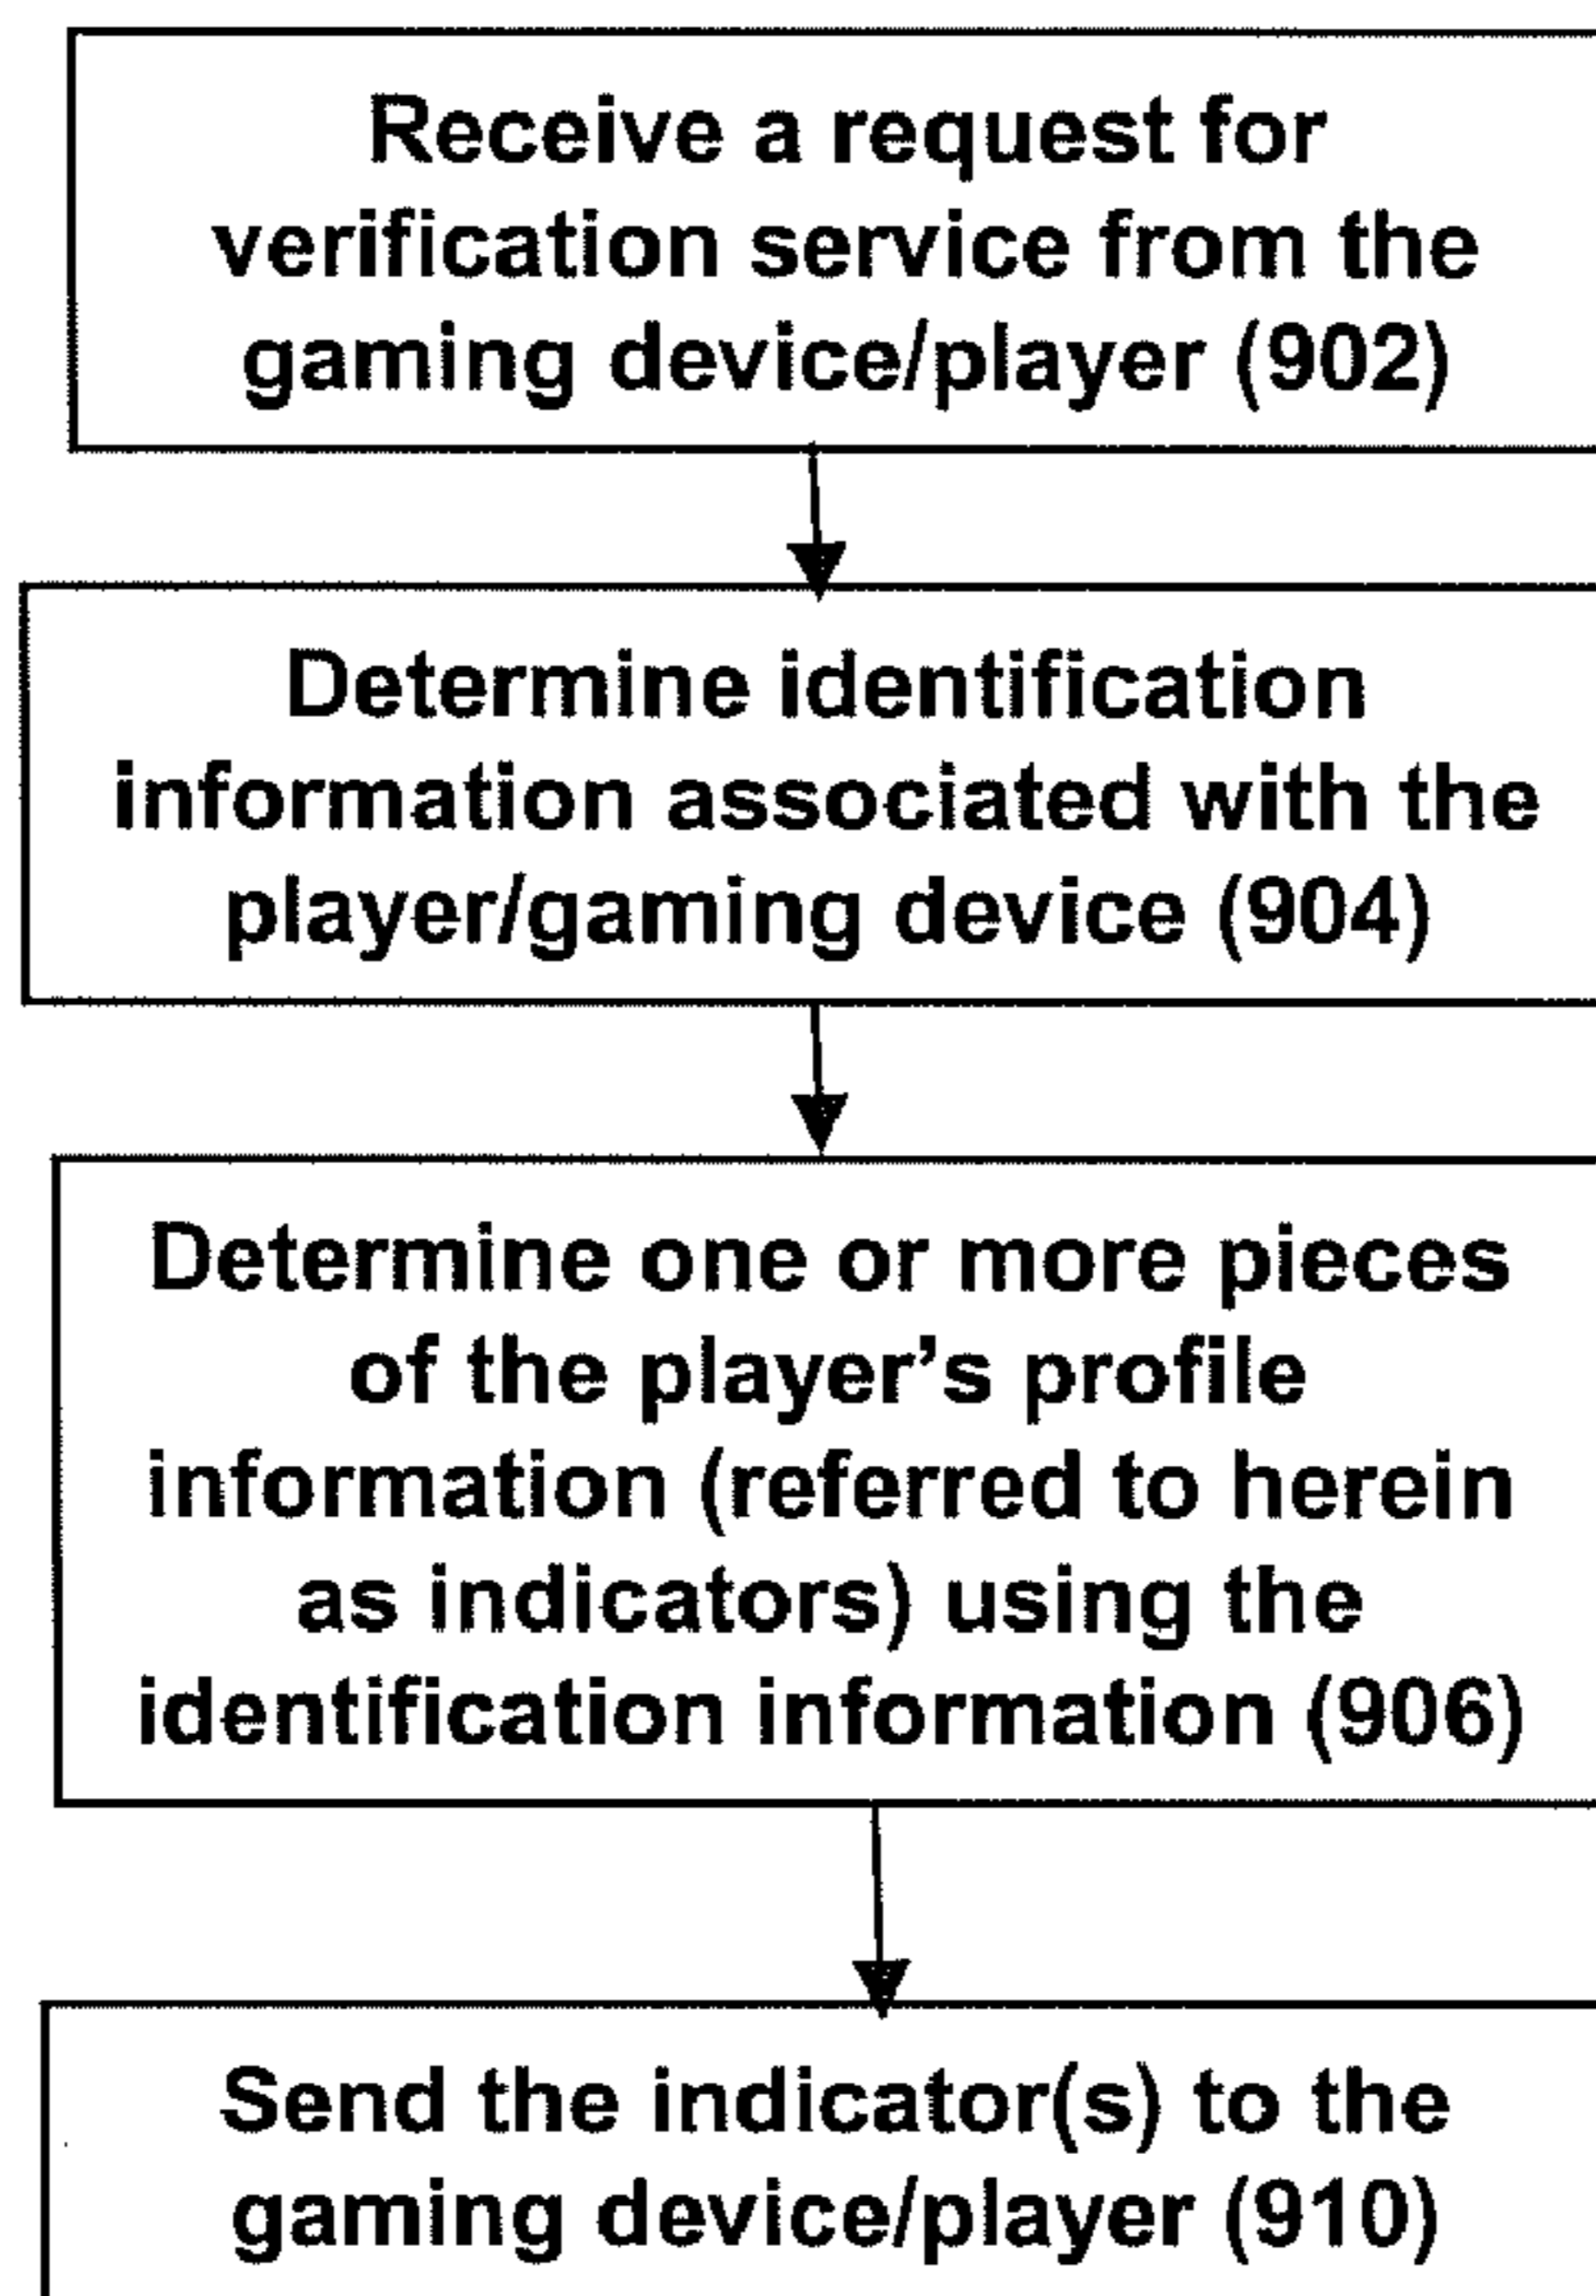 Receive a request for
verification service from the
gaming device/player (902)
Determine identification
information associated with the
player/gaming device (904)
Determine one or more pieces
of the player's profile
information (referred to herein
as indicators) using the
identification information (906)
Send the indicator(s) to the
gaming device/player (910)